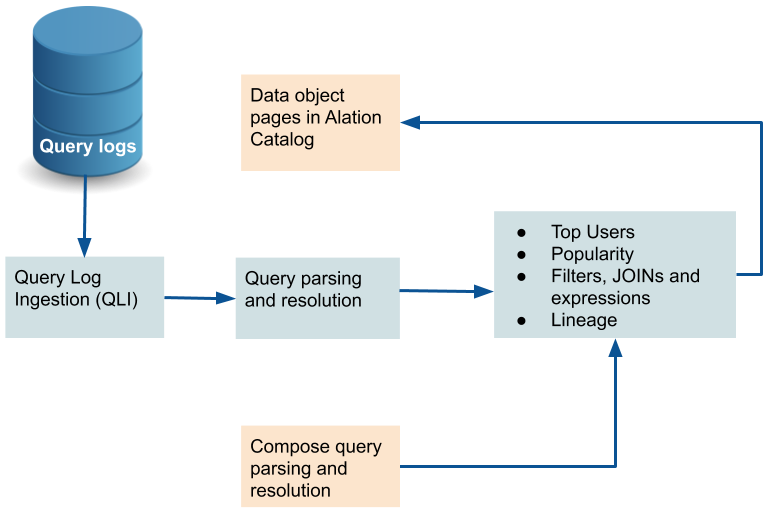 Query logs
Data object
pages in Alation
Catalog
Query Log
Ingestion (QLI)
Query parsing
and resolution
● Top Users
● Popularity
● Filters, JOINs and
expressions
● Lineage
Compose query
parsing and
resolution